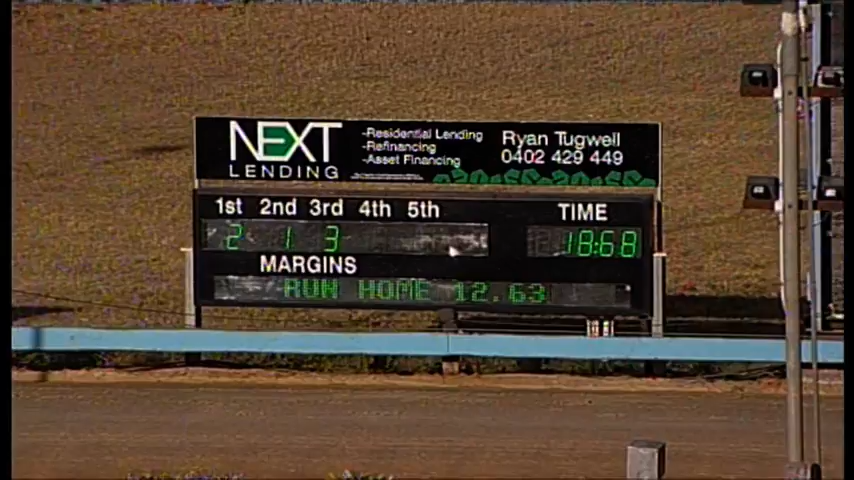 NEXT
LENDING
-Residential Lending
-Refinancing
-Asset Financing
Ryan Tugwell
0402 429 449
1st 2nd 3rd 4th 5th TIME
2 1 3 18:68
MARGINS
RUN HOME 12.63